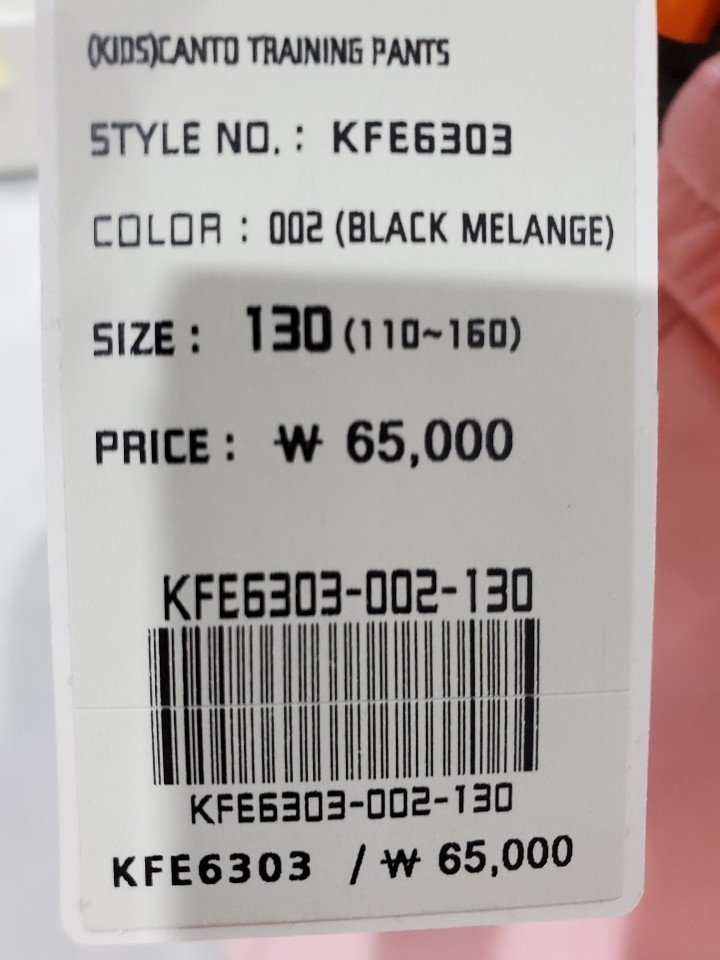 (KIDS)CANTO TRAINING PANTS
STYLE NO. : KFE6303
COLOR : 002 (BLACK MELANGE)
SIZE : 130 (110~160)
PRICE : ₩ 65,000
KFE6303-002-130
KFE6303-002-130
KFE6303 / ₩ 65,000